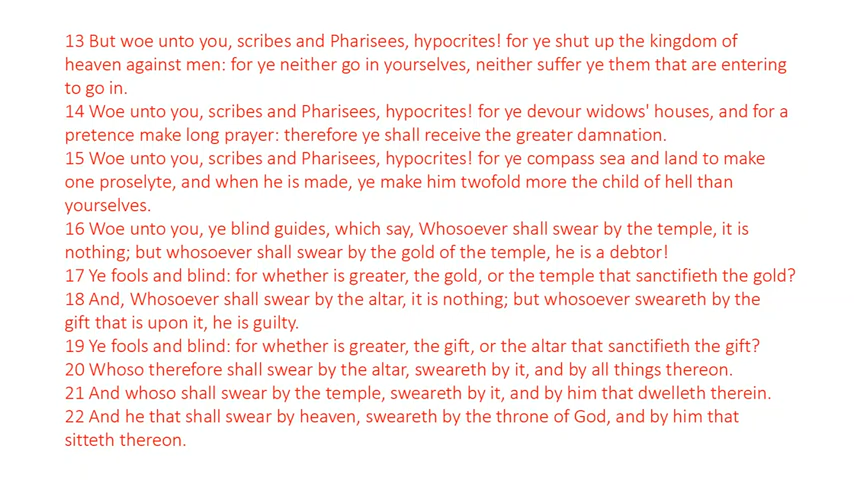 13 But woe unto you, scribes and Pharisees, hypocrites! for ye shut up the kingdom of
heaven against men: for ye neither go in yourselves, neither suffer ye them that are entering
to go in.
14 Woe unto you, scribes and Pharisees, hypocrites! for ye devour widows' houses, and for a
pretence make long prayer: therefore ye shall receive the greater damnation.
15 Woe unto you, scribes and Pharisees, hypocrites! for ye compass sea and land to make
one proselyte, and when he is made, ye make him twofold more the child of hell than
yourselves.
16 Woe unto you, ye blind guides, which say, Whosoever shall swear by the temple, it is
nothing; but whosoever shall swear by the gold of the temple, he is a debtor!
17 Ye fools and blind: for whether is greater, the gold, or the temple that sanctifieth the gold?
18 And, Whosoever shall swear by the altar, it is nothing; but whosoever sweareth by the
gift that is upon it, he is guilty.
19 Ye fools and blind: for whether is greater, the gift, or the altar that sanctifieth the gift?
20 Whoso therefore shall swear by the altar, sweareth by it, and by all things thereon.
21 And whoso shall swear by the temple, sweareth by it, and by him that dwelleth therein.
22 And he that shall swear by heaven, sweareth by the throne of God, and by him that
sitteth thereon.